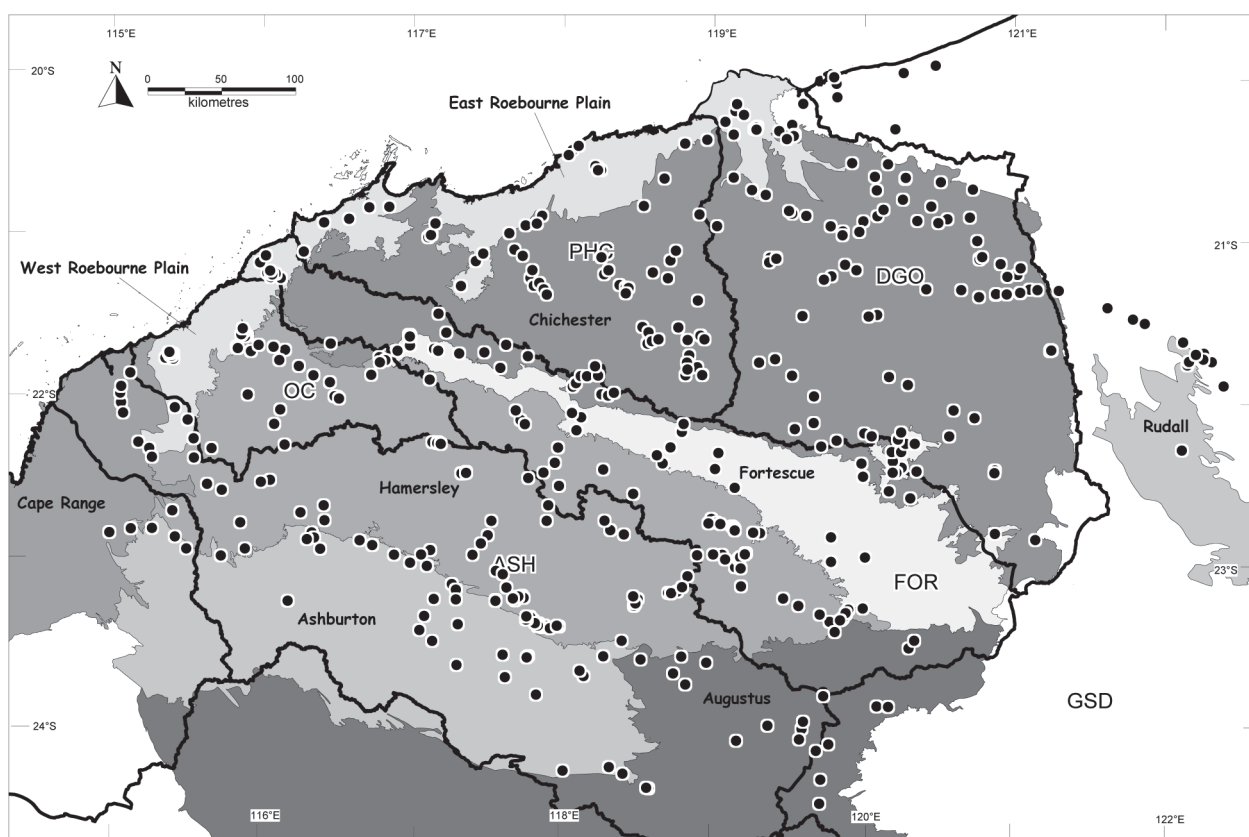 115°E
117°E
119°E
121°E
20°S
N
0 50 100
kilometres
East Roebourne Plain
21°S
PHC
West Roebourne Plain
DGO
Chichester
OC
22°S
Rudall
Fortescue
Hamersley
Cape Range
ASH
23°S
FOR
Ashburton
Augustus
GSD
24°S
116°E
118°E
120°E
122°E